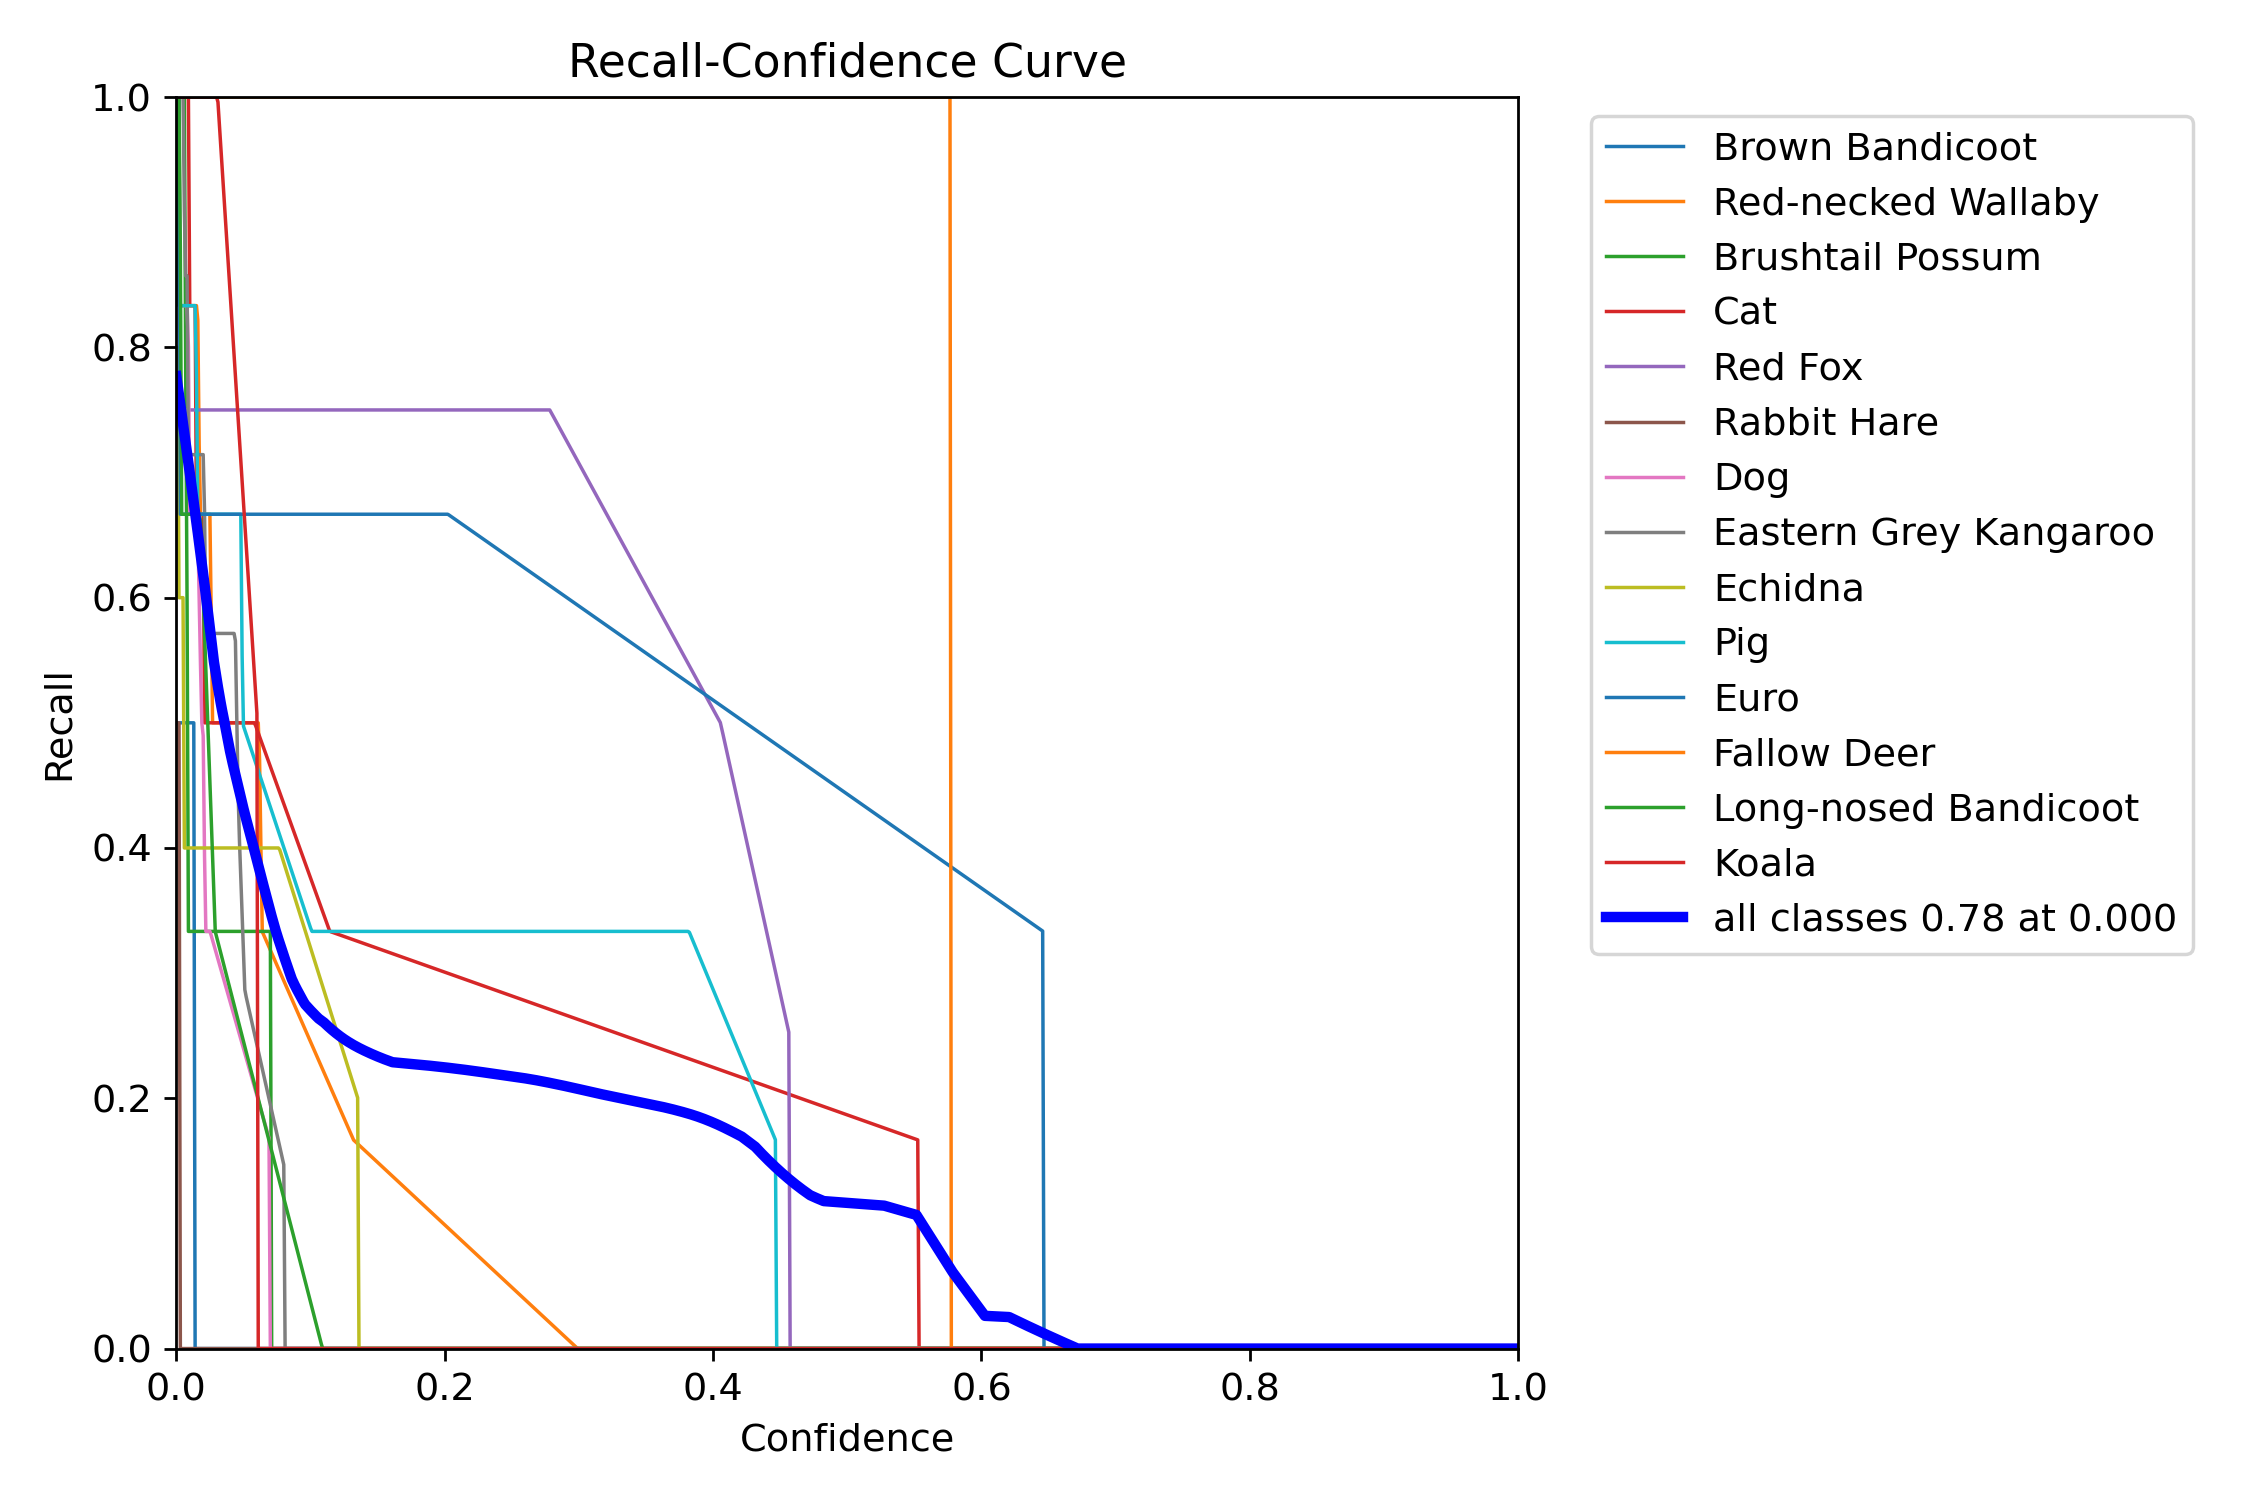 Recall-Confidence Curve
1.0
0.8
0.6
0.4
0.2
0.0
Recall
0.0 0.2 0.4 0.6 0.8 1.0
Confidence
Brown Bandicoot
Red-necked Wallaby
Brushtail Possum
Cat
Red Fox
Rabbit Hare
Dog
Eastern Grey Kangaroo
Echidna
Pig
Euro
Fallow Deer
Long-nosed Bandicoot
Koala
all classes 0.78 at 0.000